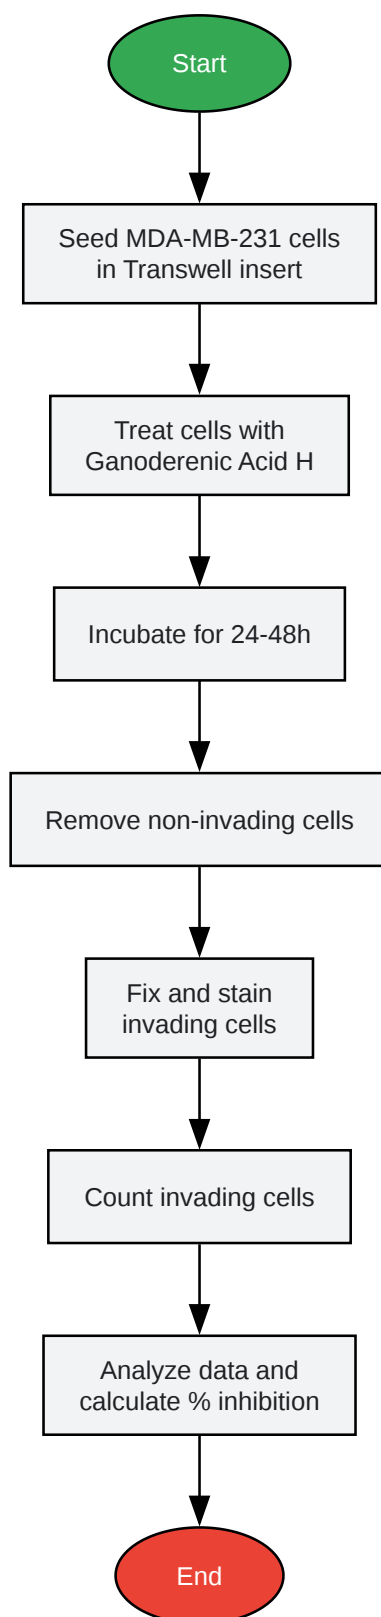 Start
Seed MDA-MB-231 cells
in Transwell insert
Treat cells with
Ganoderenic Acid H
Incubate for 24-48h
Remove non-invading cells
Fix and stain
invading cells
Count invading cells
Analyze data and
calculate % inhibition
End